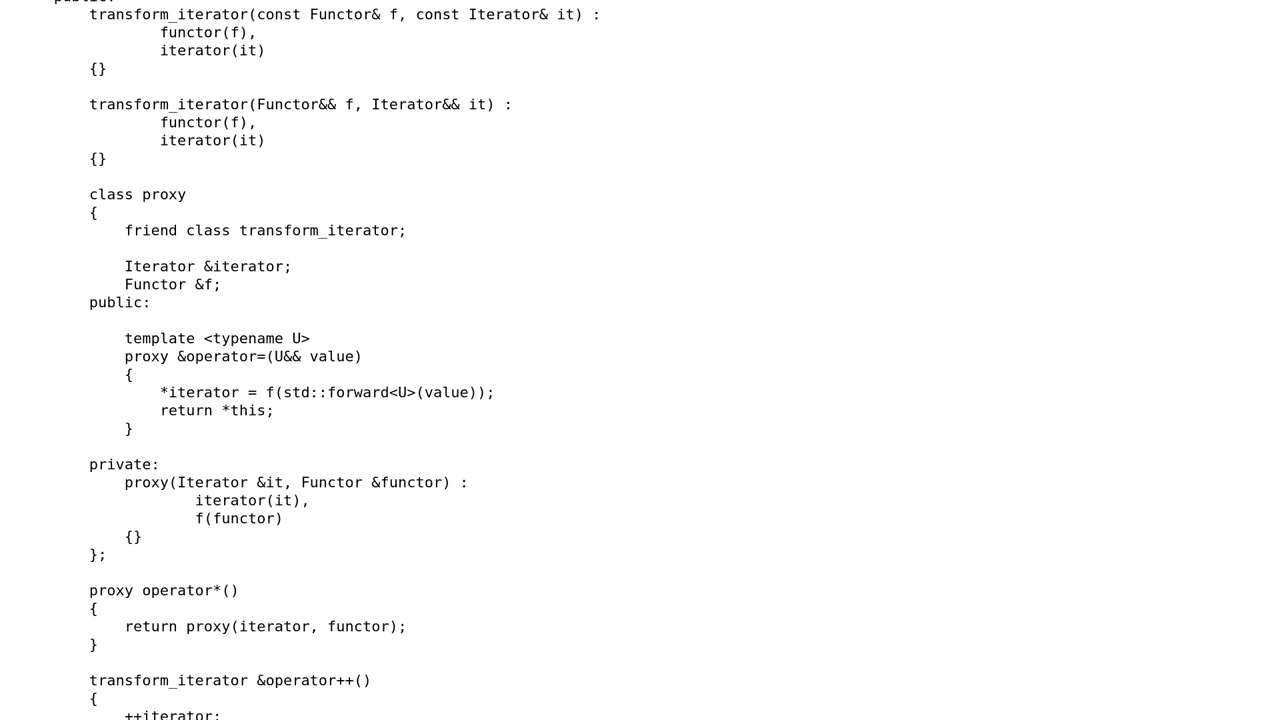 public:
transform_iterator(const Functor& f, const Iterator& it) :
functor(f),
iterator(it)
{}
transform_iterator(Functor&& f, Iterator&& it) :
functor(f),
iterator(it)
{}
class proxy
{
friend class transform_iterator;
Iterator &iterator;
Functor &f;
public:
template <typename U>
proxy &operator=(U&& value)
{
*iterator = f(std::forward<U>(value));
return *this;
}
private:
proxy(Iterator &it, Functor &functor) :
iterator(it),
f(functor)
{}
};
proxy operator*()
{
return proxy(iterator, functor);
}
transform_iterator &operator++()
{
++iterator;